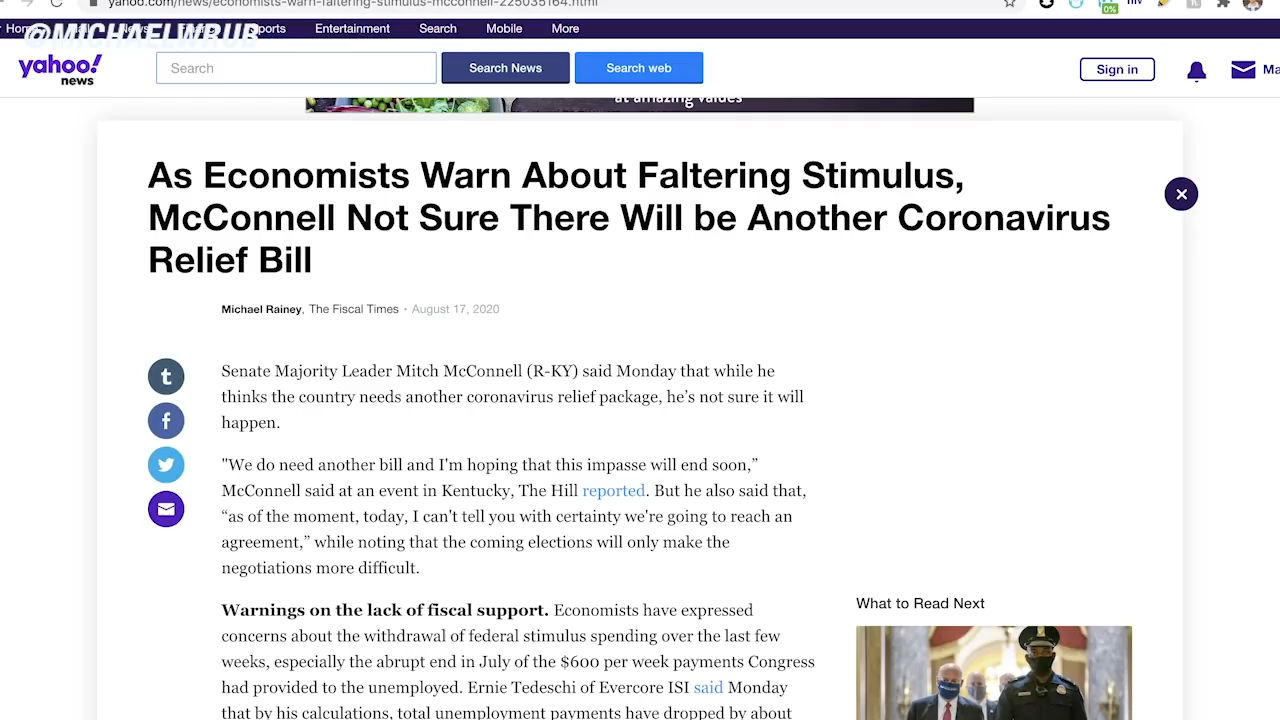 yahoo.com/news/economists-warn-faltering-stimulus-mcconnell-225035164.html
0%
@MICHAELWRUB
Home News Sports Entertainment Search Mobile More
yahoo!
news
Search
Search News
Search web
Sign in
Ma
at amazing values
As Economists Warn About Faltering Stimulus,
McConnell Not Sure There Will be Another Coronavirus
Relief Bill
Michael Rainey, The Fiscal Times · August 17, 2020
Senate Majority Leader Mitch McConnell (R-KY) said Monday that while he
thinks the country needs another coronavirus relief package, he’s not sure it will
happen.
"We do need another bill and I'm hoping that this impasse will end soon,”
McConnell said at an event in Kentucky, The Hill reported. But he also said that,
“as of the moment, today, I can't tell you with certainty we're going to reach an
agreement,” while noting that the coming elections will only make the
negotiations more difficult.
Warnings on the lack of fiscal support. Economists have expressed
concerns about the withdrawal of federal stimulus spending over the last few
weeks, especially the abrupt end in July of the $600 per week payments Congress
had provided to the unemployed. Ernie Tedeschi of Evercore ISI said Monday
that by his calculations, total unemployment payments have dropped by about
What to Read Next